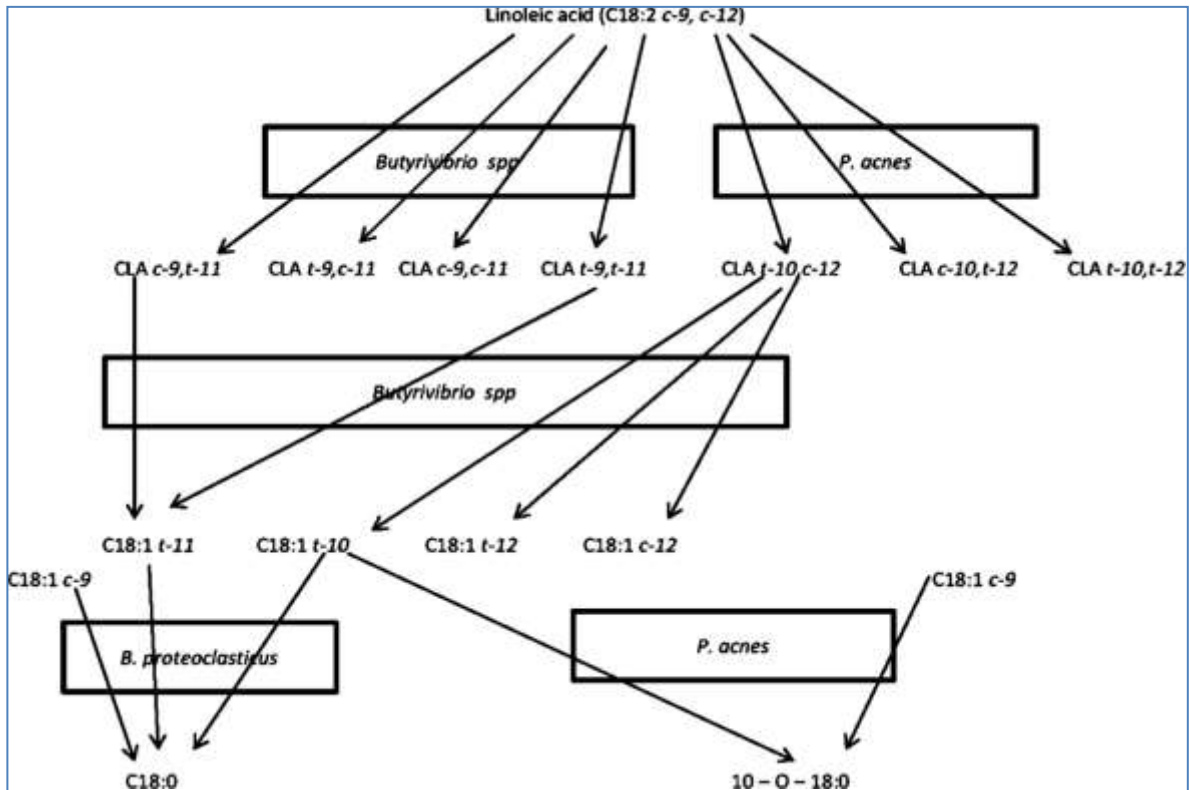 Linoleic acid (C18:2 c-9, c-12)
Butyrivibrio spp
P. acnes
CLA c-9,t-11
CLA t-9,c-11
CLA c-9,c-11
CLA t-9,t-11
CLA t-10,c-12
CLA c-10,t-12
CLA t-10,t-12
Butyrivibrio spp
C18:1 t-11
C18:1 t-10
C18:1 t-12
C18:1 c-12
C18:1 c-9
C18:1 c-9
B. proteoclasticus
P. acnes
C18:0
10 – O – 18:0